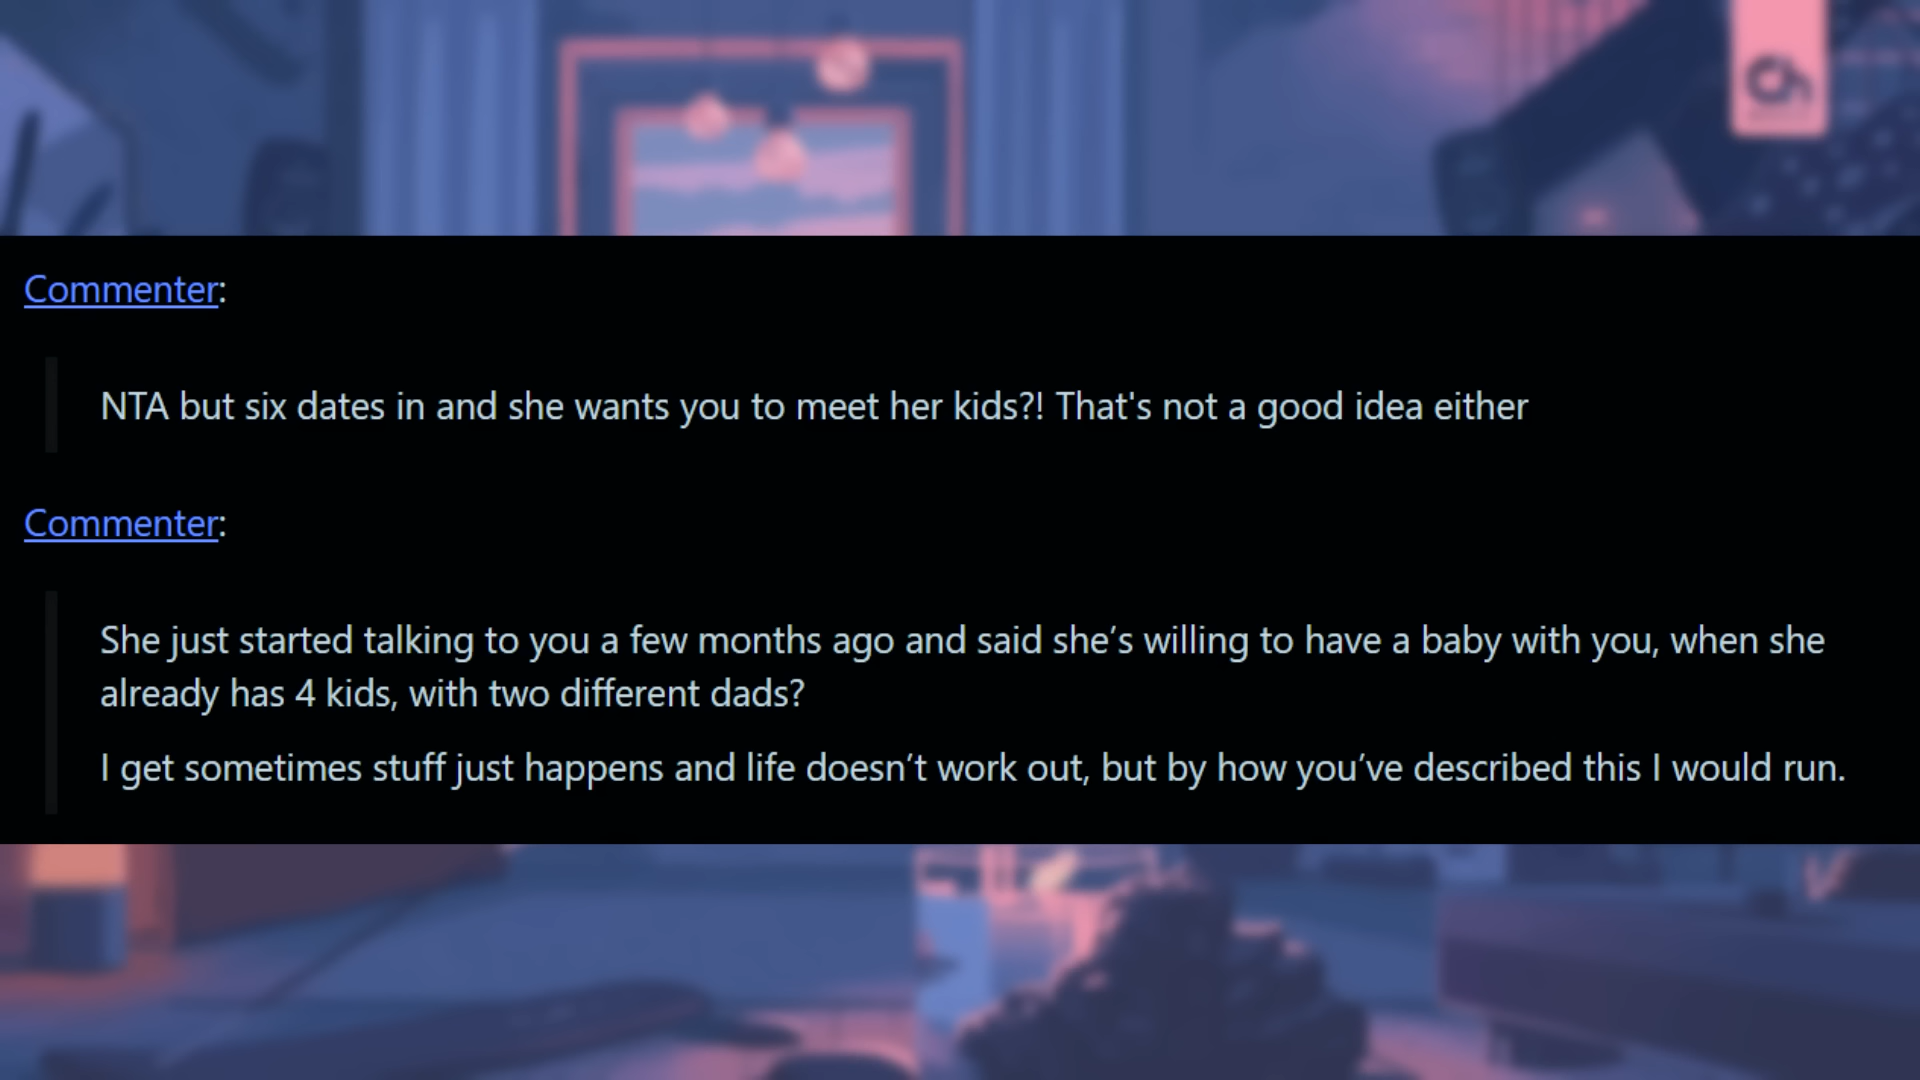 Commenter:
NTA but six dates in and she wants you to meet her kids?! That's not a good idea either
Commenter:
She just started talking to you a few months ago and said she’s willing to have a baby with you, when she
already has 4 kids, with two different dads?
I get sometimes stuff just happens and life doesn’t work out, but by how you’ve described this I would run.